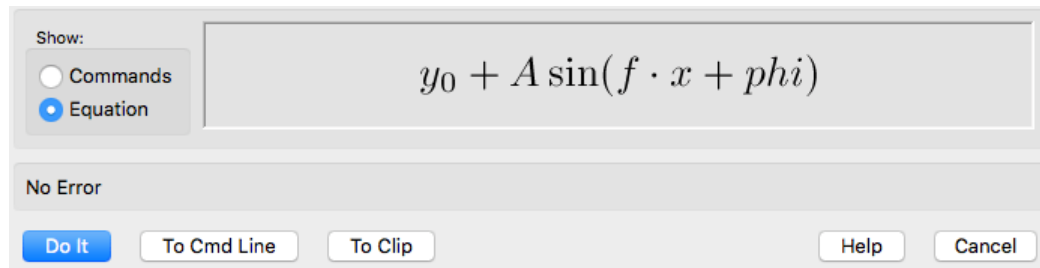 Show:
Commands
Equation
y₀ + A sin(f · x + phi)
No Error
Do It To Cmd Line To Clip Help Cancel